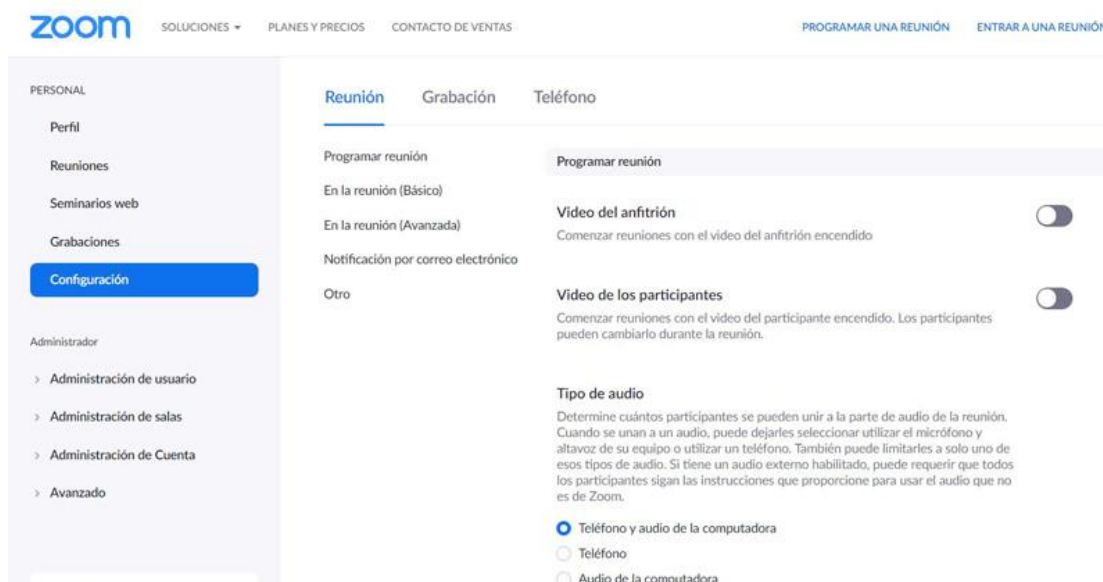 zoom
SOLUCIONES
PLANES Y PRECIOS
CONTACTO DE VENTAS
PROGRAMAR UNA REUNIÓN
ENTRAR A UNA REUNIÓN
PERSONAL
Perfil
Reuniones
Seminarios web
Grabaciones
Configuración
Administrador
Administración de usuario
Administración de salas
Administración de Cuenta
Avanzado
Reunión
Grabación
Teléfono
Programar reunión
En la reunión (Básico)
En la reunión (Avanzada)
Notificación por correo electrónico
Otro
Programar reunión
Video del anfitrión
Comenzar reuniones con el video del anfitrión encendido
Video de los participantes
Comenzar reuniones con el video del participante encendido. Los participantes
pueden cambiarlo durante la reunión.
Tipo de audio
Determine cuántos participantes se pueden unir a la parte de audio de la reunión.
Cuando se unan a un audio, puede dejarles seleccionar utilizar el micrófono y
altavoz de su equipo o utilizar un teléfono. También puede limitarles a solo uno de
esos tipos de audio. Si tiene un audio externo habilitado, puede requerir que todos
los participantes sigan las instrucciones que proporcione para usar el audio que no
es de Zoom.
Teléfono y audio de la computadora
Teléfono
Audio de la computadora